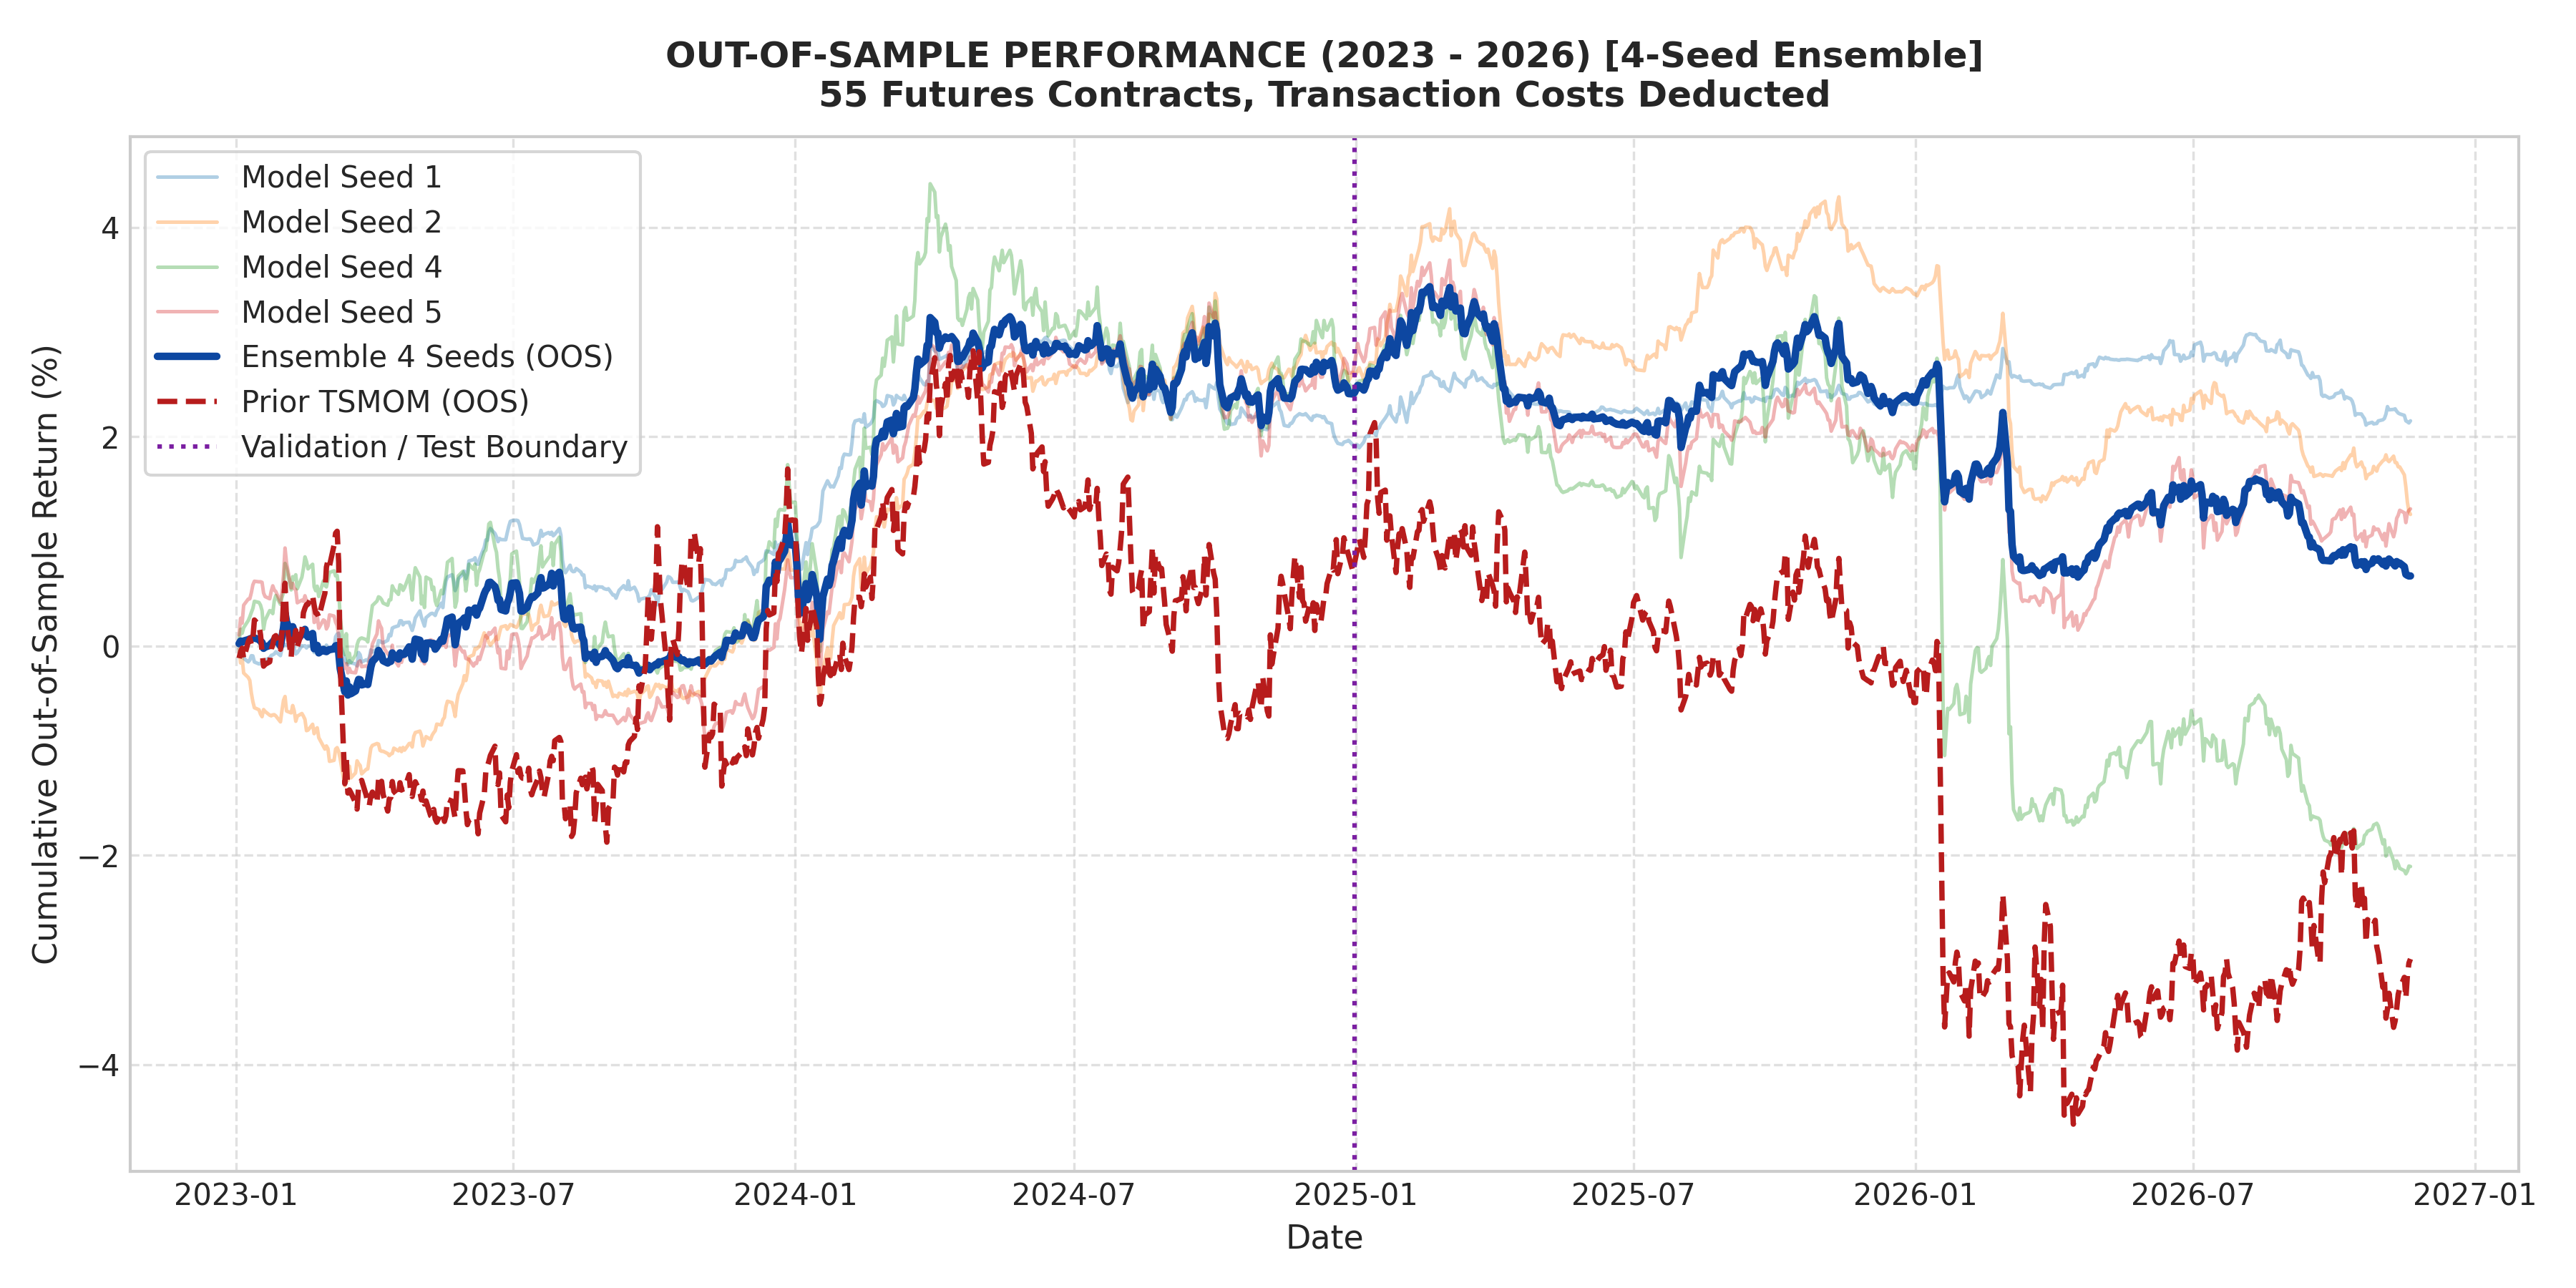 OUT-OF-SAMPLE PERFORMANCE (2023 - 2026) [4-Seed Ensemble]
55 Futures Contracts, Transaction Costs Deducted
Model Seed 1
Model Seed 2
Model Seed 4
Model Seed 5
Ensemble 4 Seeds (OOS)
Prior TSMOM (OOS)
Validation / Test Boundary
Cumulative Out-of-Sample Return (%)
4
2
0
−2
−4
2023-01 2023-07 2024-01 2024-07 2025-01 2025-07 2026-01 2026-07 2027-01
Date